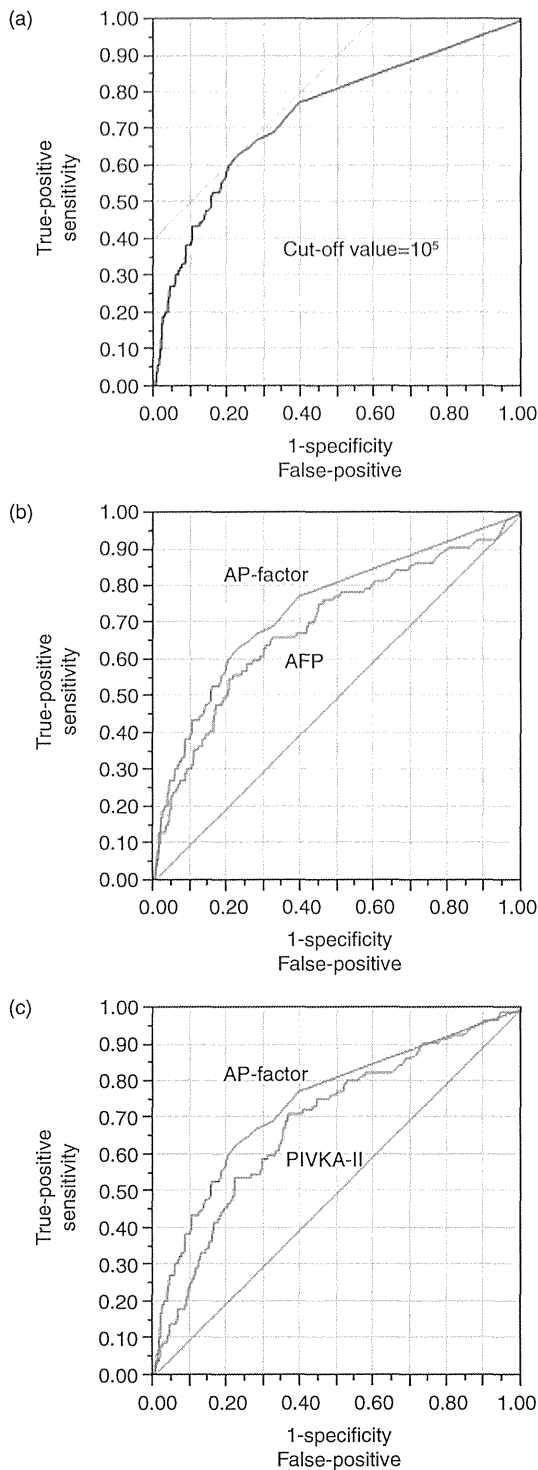 (a)
1.00
0.90
0.80
0.70
0.60
0.50
0.40
0.30
0.20
0.10
0.00
True-positive
sensitivity
Cut-off value=10⁵
0.00 0.20 0.40 0.60 0.80 1.00
1-specificity
False-positive
(b)
1.00
0.90
0.80
0.70
0.60
0.50
0.40
0.30
0.20
0.10
0.00
True-positive
sensitivity
AP-factor
AFP
0.00 0.20 0.40 0.60 0.80 1.00
1-specificity
False-positive
(c)
1.00
0.90
0.80
0.70
0.60
0.50
0.40
0.30
0.20
0.10
0.00
True-positive
sensitivity
AP-factor
PIVKA-II
0.00 0.20 0.40 0.60 0.80 1.00
1-specificity
False-positive